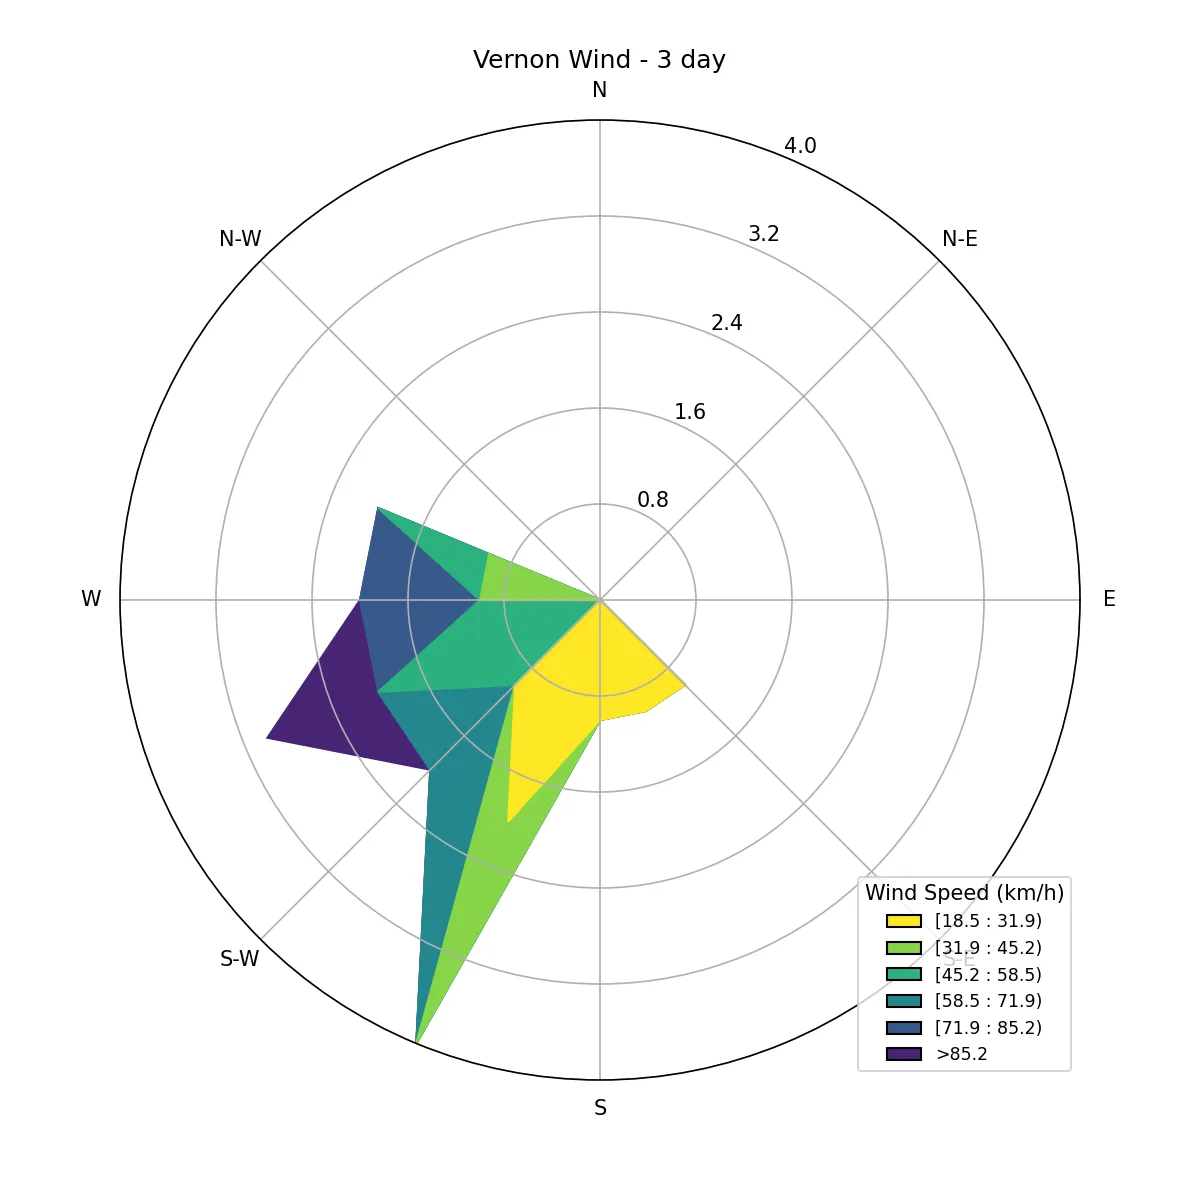 Vernon Wind - 3 day
N
4.0
N-W
3.2
N-E
2.4
1.6
0.8
W
E
Wind Speed (km/h)
[18.5 : 31.9)
[31.9 : 45.2)
S-W
S-E
[45.2 : 58.5)
[58.5 : 71.9)
[71.9 : 85.2)
>85.2
S